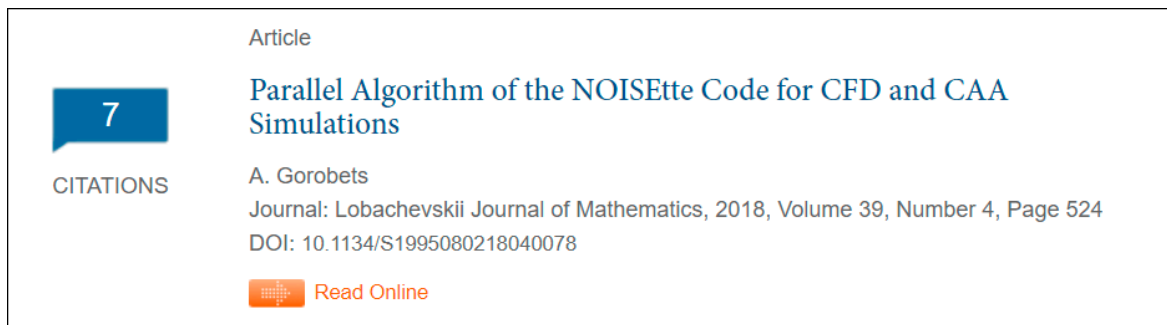 Article
7
Parallel Algorithm of the NOISEtte Code for CFD and CAA
Simulations
CITATIONS
A. Gorobets
Journal: Lobachevskii Journal of Mathematics, 2018, Volume 39, Number 4, Page 524
DOI: 10.1134/S1995080218040078
Read Online